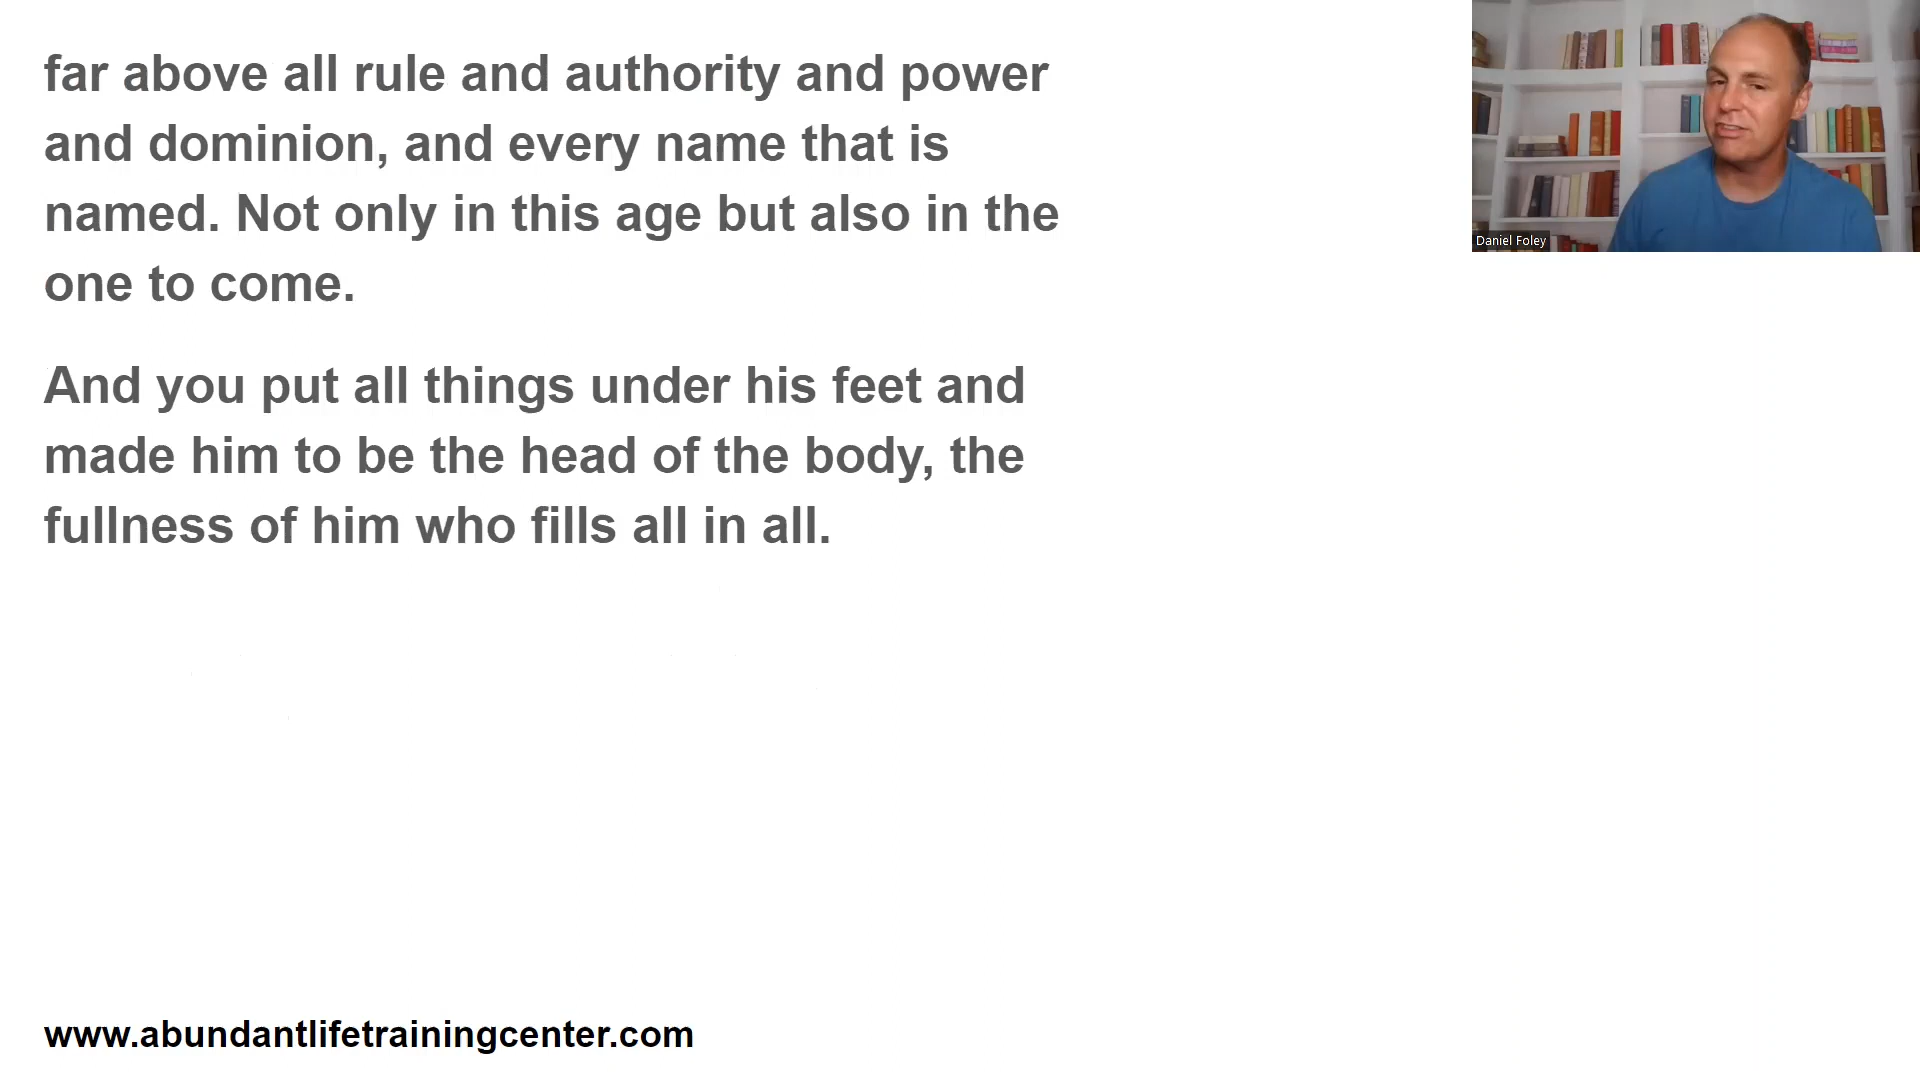 far above all rule and authority and power
and dominion, and every name that is
named. Not only in this age but also in the
one to come.
And you put all things under his feet and
made him to be the head of the body, the
fullness of him who fills all in all.
Daniel Foley
www.abundantlifetrainingcenter.com